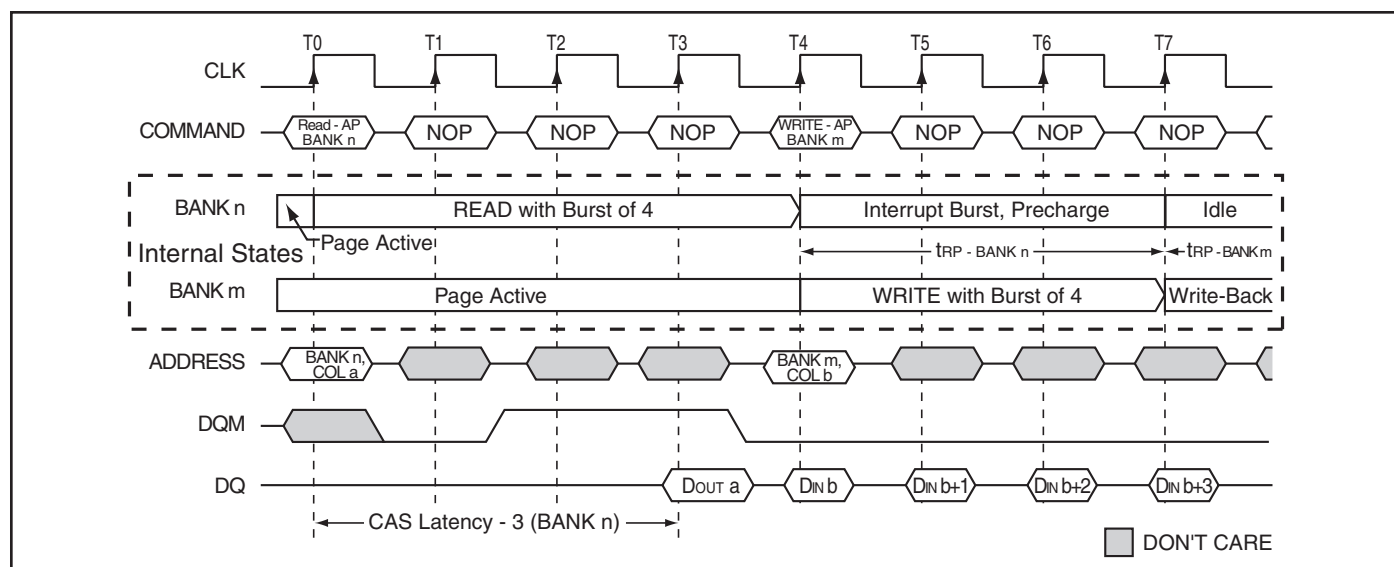 T0 T1 T2 T3 T4 T5 T6 T7
CLK
COMMAND Read - AP BANK n NOP NOP NOP WRITE - AP BANK m NOP NOP NOP
BANK n READ with Burst of 4 Interrupt Burst, Precharge Idle
Page Active
Internal States tRP - BANK n tRP - BANK m
BANK m Page Active WRITE with Burst of 4 Write-Back
ADDRESS BANK n, COL a BANK m, COL b
DQM
DQ DOUT a DIN b DIN b+1 DIN b+2 DIN b+3
CAS Latency - 3 (BANK n)
DON'T CARE